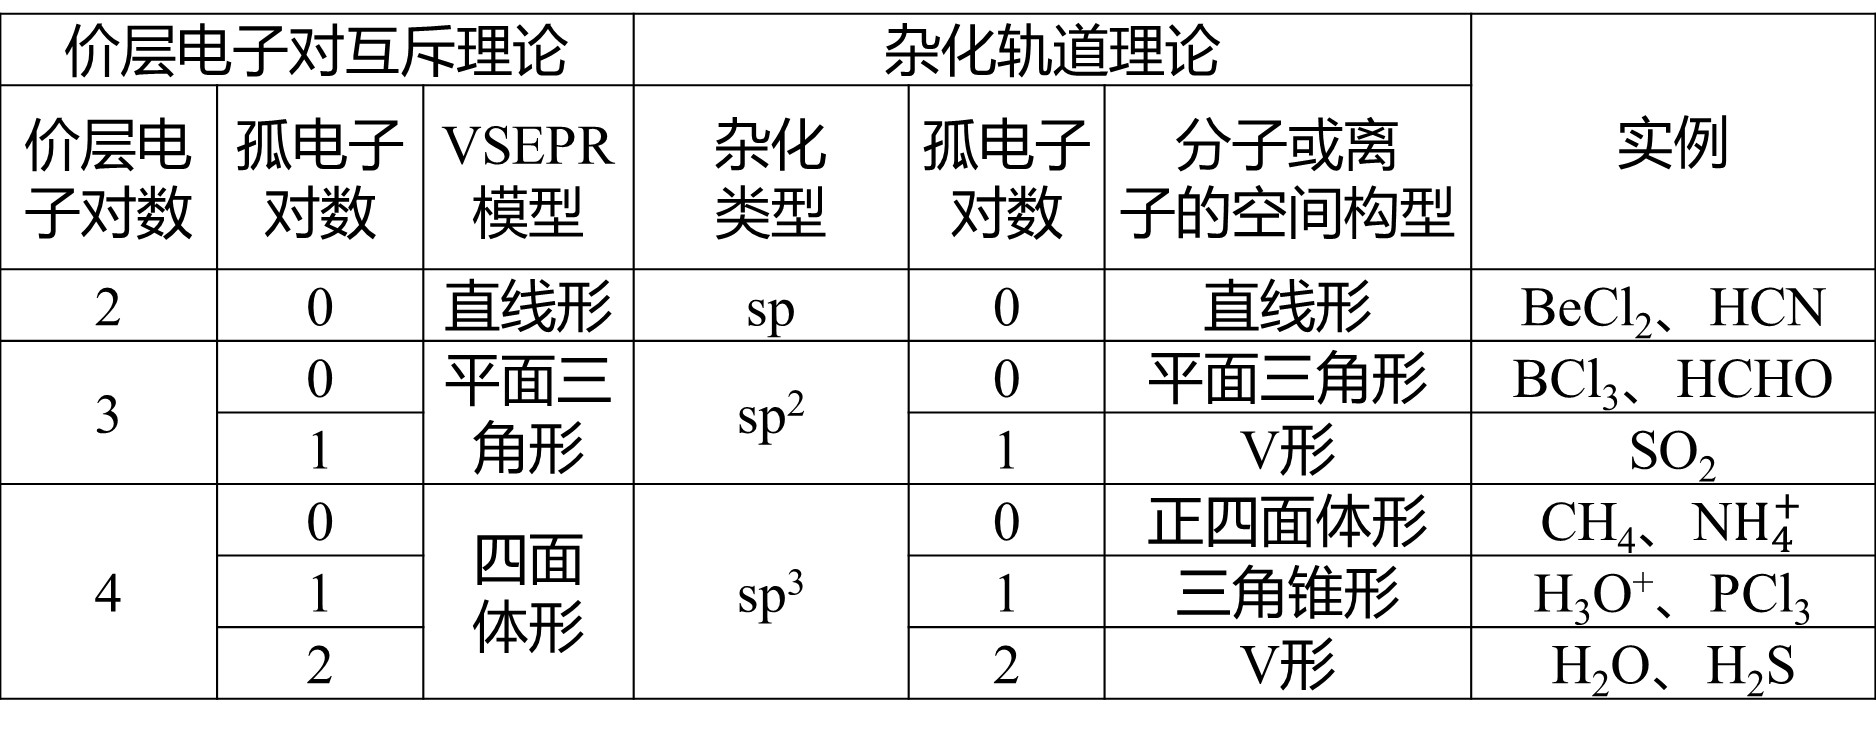 价层电子对互斥理论 杂化轨道理论 实例
价层电子对数 孤电子对数 VSEPR模型 杂化类型 孤电子对数 分子或离子的空间构型
2 0 直线形 sp 0 直线形 BeCl₂、HCN
3 0 平面三角形 sp² 0 平面三角形 BCl₃、HCHO
1 1 V形 SO₂
4 0 四面体形 sp³ 0 正四面体形 CH₄、NH₄⁺
1 1 三角锥形 H₃O⁺、PCl₃
2 2 V形 H₂O、H₂S